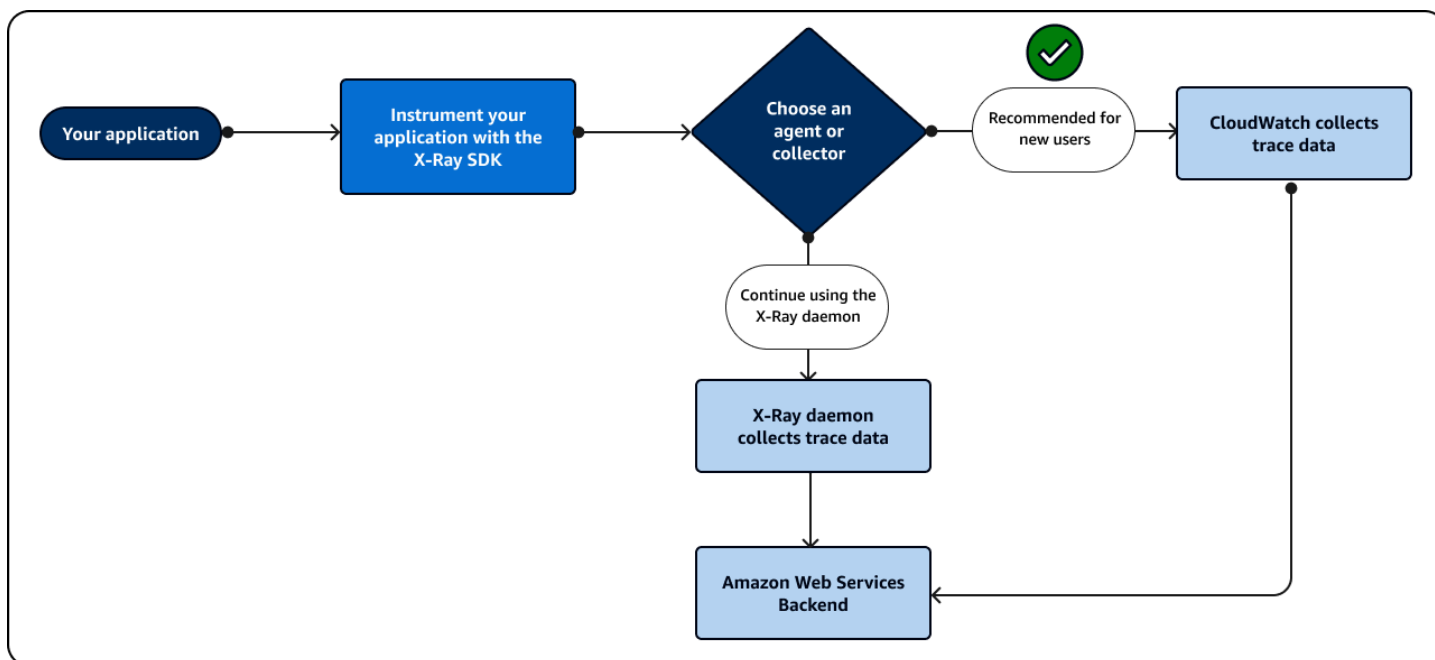 Your application
Instrument your
application with the
X-Ray SDK
Choose an
agent or
collector
Recommended for
new users
CloudWatch collects
trace data
Continue using the
X-Ray daemon
X-Ray daemon
collects trace data
Amazon Web Services
Backend